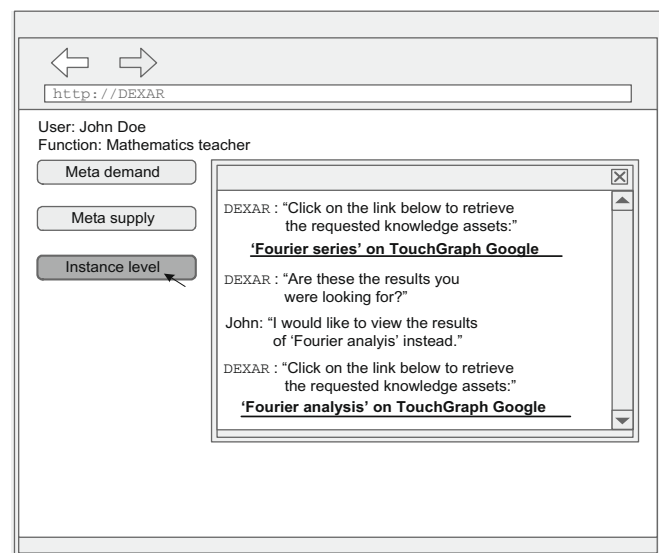 http://DEXAR
User: John Doe
Function: Mathematics teacher
Meta demand
Meta supply
Instance level
DEXAR : “Click on the link below to retrieve
the requested knowledge assets:”
‘Fourier series’ on TouchGraph Google
DEXAR : “Are these the results you
were looking for?”
John: “I would like to view the results
of ‘Fourier analyis’ instead.”
DEXAR : “Click on the link below to retrieve
the requested knowledge assets:”
‘Fourier analysis’ on TouchGraph Google